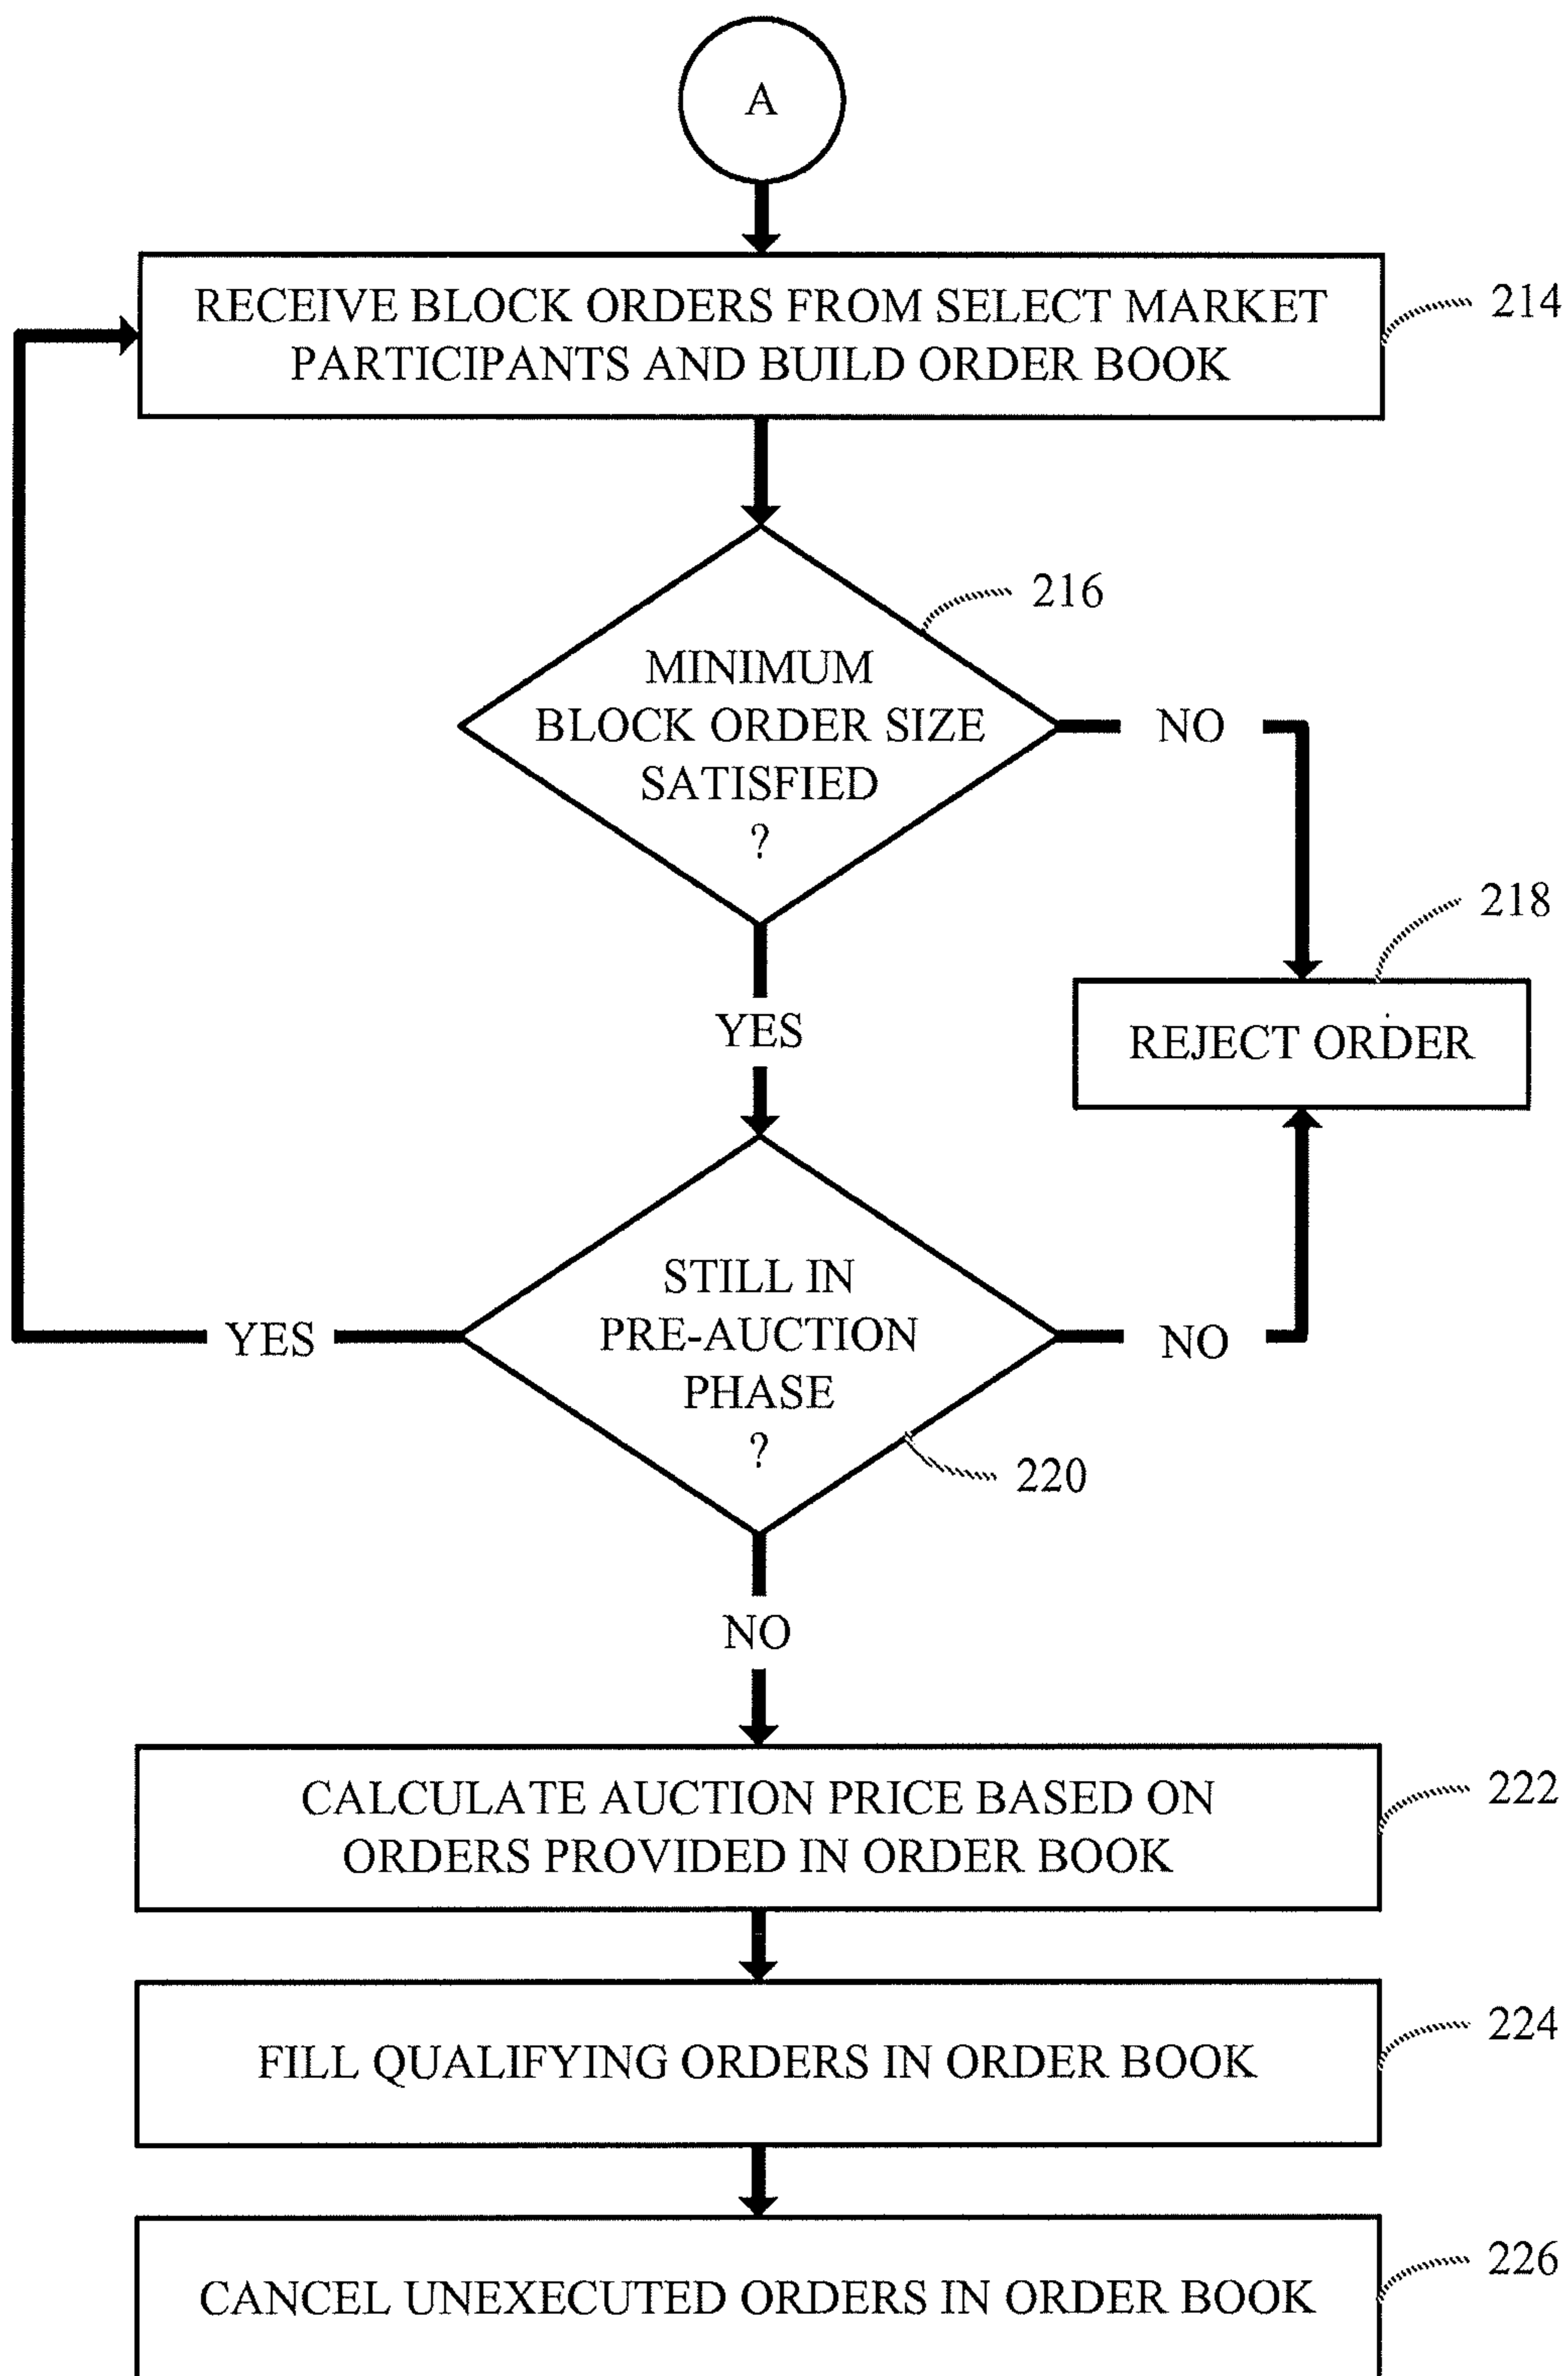 A
RECEIVE BLOCK ORDERS FROM SELECT MARKET
PARTICIPANTS AND BUILD ORDER BOOK
214
216
MINIMUM
BLOCK ORDER SIZE
SATISFIED
?
NO
218
YES
REJECT ORDER
STILL IN
PRE-AUCTION
PHASE
?
YES
NO
220
NO
CALCULATE AUCTION PRICE BASED ON
ORDERS PROVIDED IN ORDER BOOK
222
FILL QUALIFYING ORDERS IN ORDER BOOK
224
CANCEL UNEXECUTED ORDERS IN ORDER BOOK
226